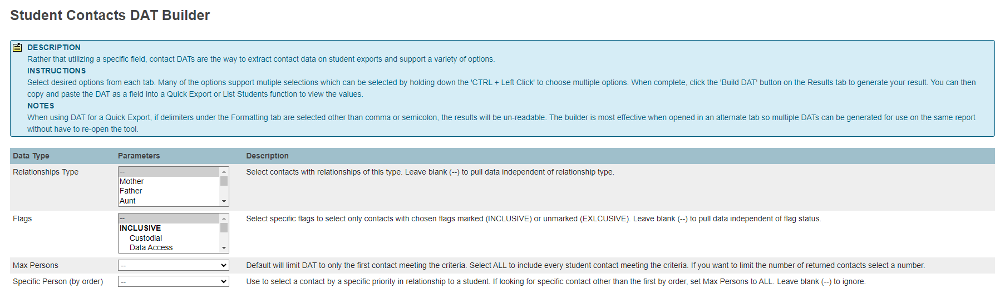 Student Contacts DAT Builder
DESCRIPTION
Rather that utilizing a specific field, contact DATs are the way to extract contact data on student exports and support a variety of options.
INSTRUCTIONS
Select desired options from each tab. Many of the options support mutiple selections which can be selected by holding down the 'CTRL + Left Click' to choose multiple options. When complete, click the 'Build DAT' button on the Results tab to generate your result. You can then
copy and paste the DAT as a field into a Quick Export or List Students function to view the values.
NOTES
When using DAT for a Quick Export, if delimiters under the Formatting tab are selected other than comma or semicolon, the results will be un-readable. The builder is most effective when opened in an alternate tab so multiple DATs can be generated for use on the same report
without have to re-open the tool.
Data Type Parameters Description
Relationships Type -- Select contacts with relationships of this type. Leave blank (--) to pull data independent of relationship type.
Mother
Father
Aunt
Flags -- Select specific flags to select only contacts with chosen flags marked (INCLUSIVE) or unmarked (EXLCUSIVE). Leave blank (--) to pull data independent of flag status.
INCLUSIVE
Custodial
Data Access
Max Persons -- Default will limit DAT to only the first contact meeting the criteria. Select ALL to include every student contact meeting the criteria. If you want to limit the number of returned contacts select a number.
Specific Person (by order) -- Use to select a contact by a specific priority in relationship to a student. If looking for specific contact other than the first by order, set Max Persons to ALL. Leave blank (--) to ignore.